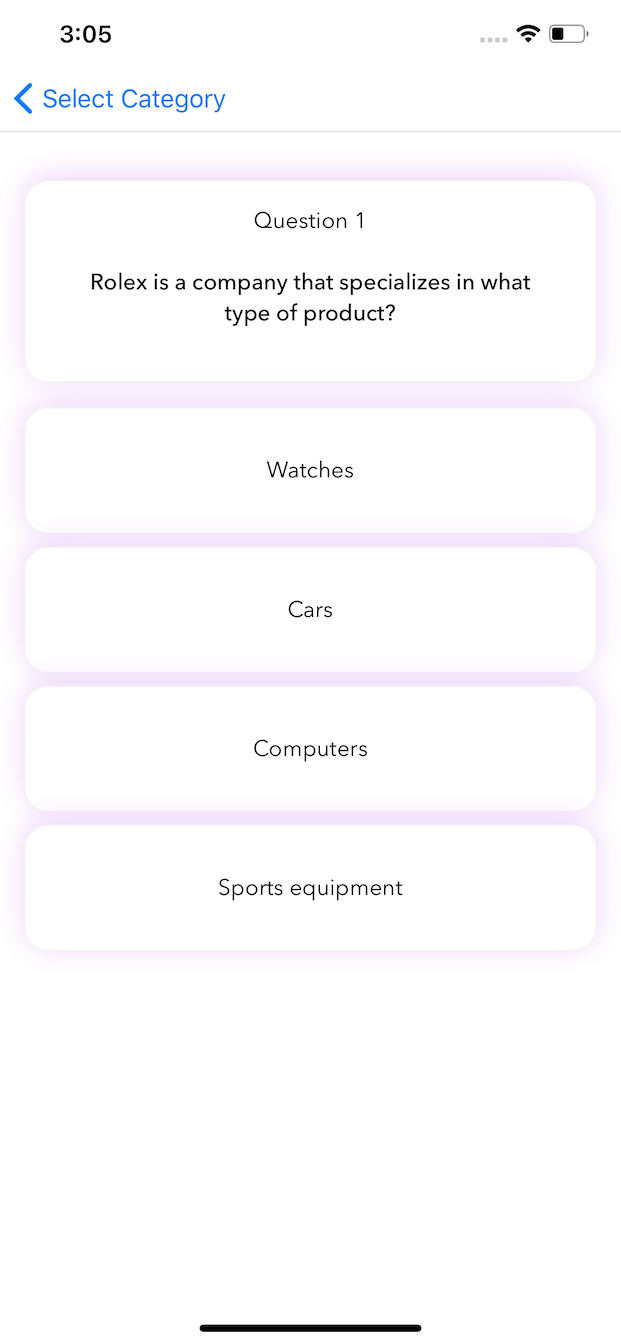 3:05
Select Category
Question 1
Rolex is a company that specializes in what
type of product?
Watches
Cars
Computers
Sports equipment